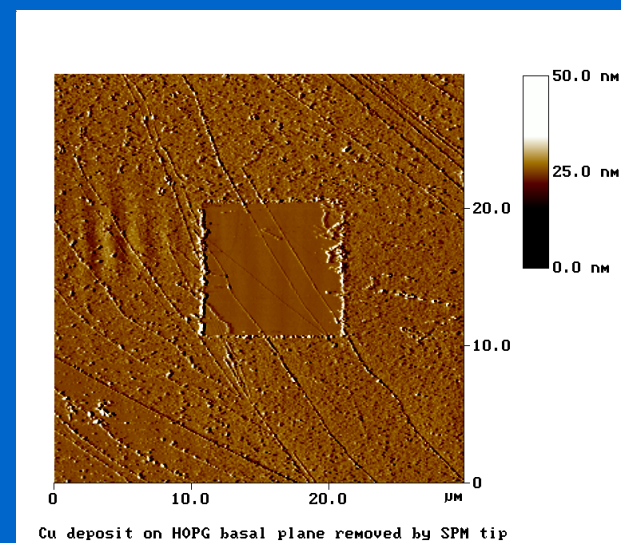 50.0 nm
25.0 nm
0.0 nm
20.0
10.0
0
0 10.0 20.0 μm
Cu deposit on HOPG basal plane removed by SPM tip